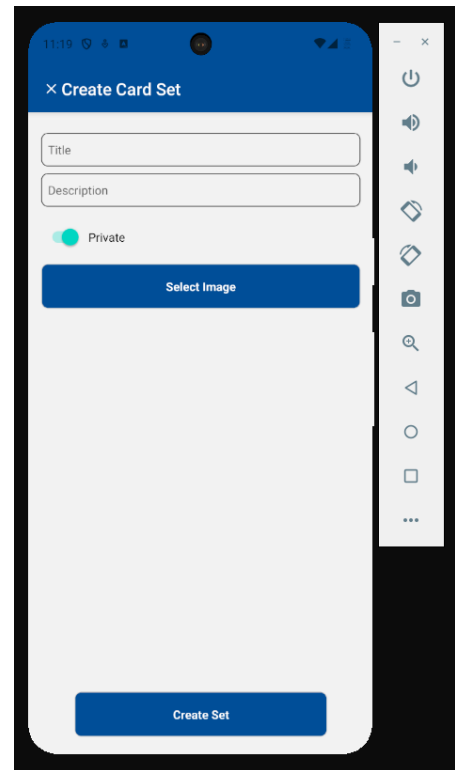 11:19
× Create Card Set
Title
Description
Private
Select Image
Create Set